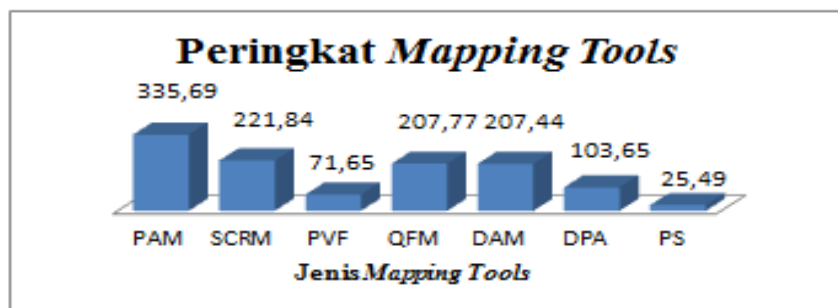 Peringkat Mapping Tools
335,69
221,84
71,65
207,77
207,44
103,65
25,49
PAM SCRM PVF QFM DAM DPA PS
Jenis Mapping Tools